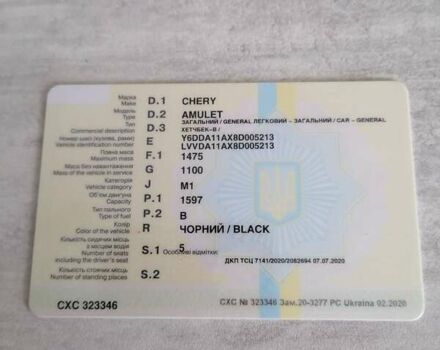 Марка
Make D.1 CHERY
Модель
Model D.2 AMULET
ЗАГАЛЬНИЙ / GENERAL ЛЕГКОВИЙ – ЗАГАЛЬНИЙ / CAR – GENERAL
Commercial description D.3 ХЕТЧБЕК-В /
Номер шасі (кузова, рами) Y6DDA11AX8D005213
Vehicle identification number E LVVDA11AX8D005213
Повна маса
Maximum mass F.1 1475
Маса без навантаження
Mass of the vehicle in service G 1100
Категорія
Vehicle category J M1
Об'єм двигуна
Capacity P.1 1597
Тип пального
Type of fuel P.2 B
Колір
Color of the vehicle R ЧОРНИЙ / BLACK
Кількість сидячих місць
з місцем водія
Number of seats
including the driver's seat S.1 5 Особливі відмітки:
ДКП ТСЦ 7141/2020/2082694 07.07.2020
Кількість стоячих місць
Number of standing places S.2
СХС 323346
СХС № 323346 Зам.20-3277 PC Ukraina 02.2020